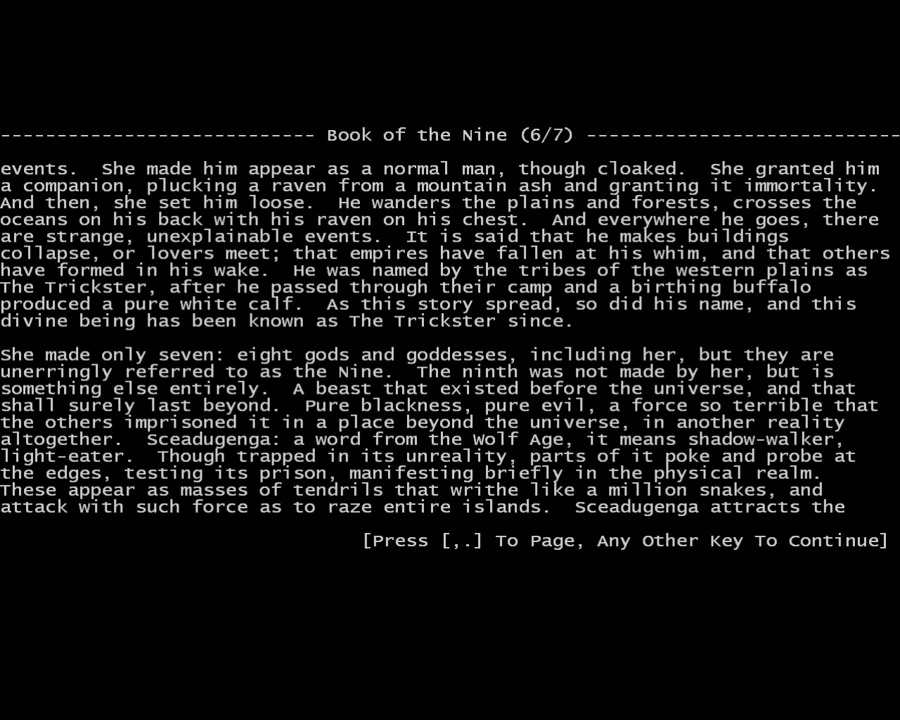 ---------------------------- Book of the Nine (6/7) ----------------------------
events.  She made him appear as a normal man, though cloaked.  She granted him
a companion, plucking a raven from a mountain ash and granting it immortality.
And then, she set him loose.  He wanders the plains and forests, crosses the
oceans on his back with his raven on his chest.  And everywhere he goes, there
are strange, unexplainable events.  It is said that he makes buildings
collapse, or lovers meet; that empires have fallen at his whim, and that others
have formed in his wake.  He was named by the tribes of the western plains as
The Trickster, after he passed through their camp and a birthing buffalo
produced a pure white calf.  As this story spread, so did his name, and this
divine being has been known as The Trickster since.

She made only seven: eight gods and goddesses, including her, but they are
unerringly referred to as the Nine.  The ninth was not made by her, but is
something else entirely.  A beast that existed before the universe, and that
shall surely last beyond.  Pure blackness, pure evil, a force so terrible that
the others imprisoned it in a place beyond the universe, in another reality
altogether.  Sceadugenga: a word from the Wolf Age, it means shadow-walker,
light-eater.  Though trapped in its unreality, parts of it poke and probe at
the edges, testing its prison, manifesting briefly in the physical realm.
These appear as masses of tendrils that writhe like a million snakes, and
attack with such force as to raze entire islands.  Sceadugenga attracts the
[Press [,.] To Page, Any Other Key To Continue]